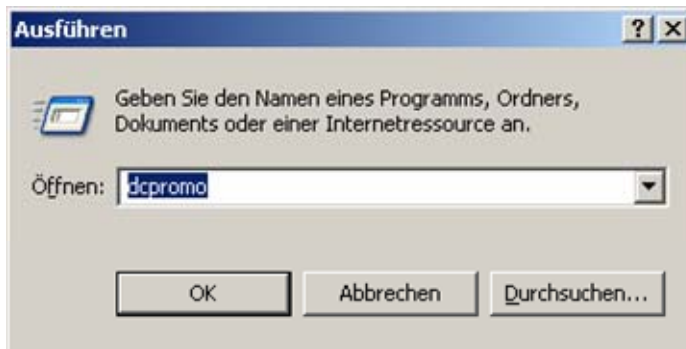 Ausführen
Geben Sie den Namen eines Programms, Ordners,
Dokuments oder einer Internetressource an.
Öffnen: dcpromo
OK Abbrechen Durchsuchen...